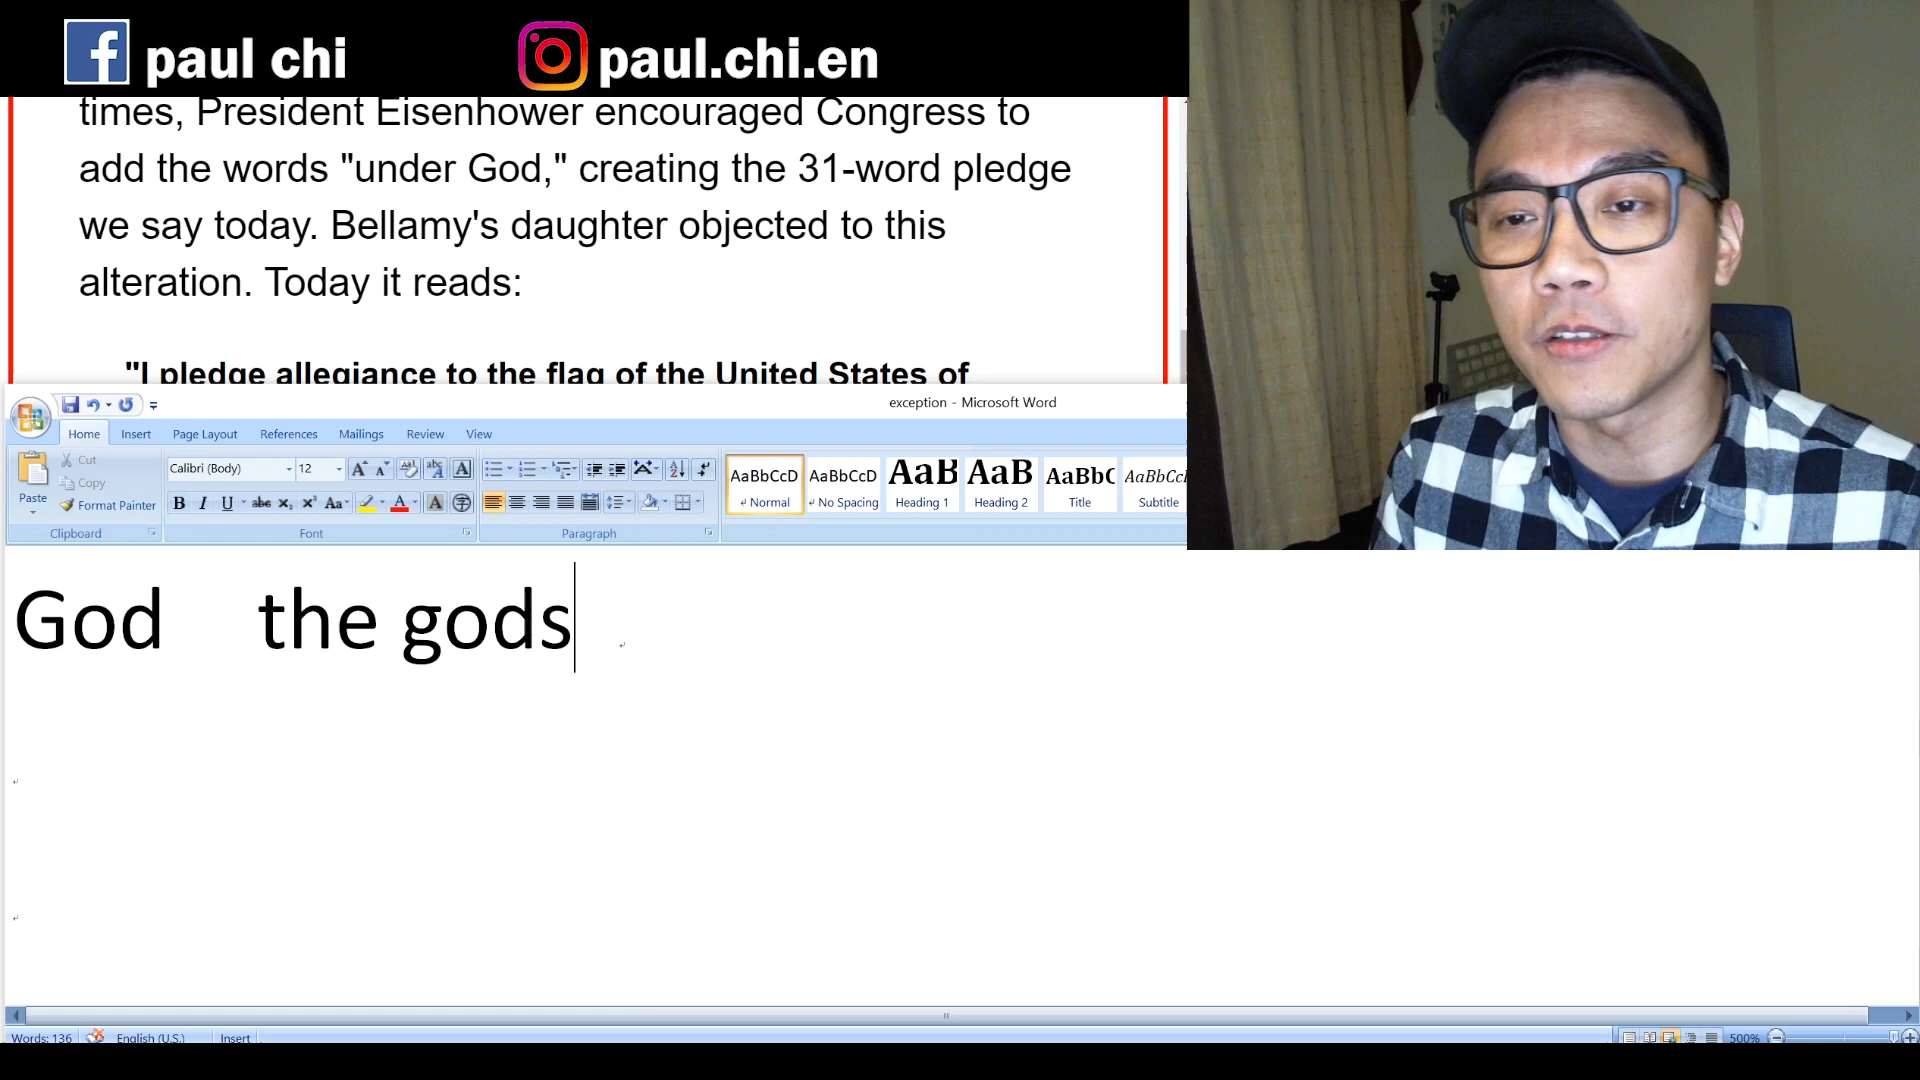 paul chi
paul.chi.en
times, President Eisenhower encouraged Congress to
add the words "under God," creating the 31-word pledge
we say today. Bellamy's daughter objected to this
alteration. Today it reads:
"I pledge allegiance to the flag of the United States of
exception - Microsoft Word
Home Insert Page Layout References Mailings Review View
Paste
Cut
Copy
Format Painter
Clipboard
Calibri (Body) 12
Font
Paragraph
AaBbCcD AaBbCcD AaB AaB AaBbC AaBbCc
Normal No Spacing Heading 1 Heading 2 Title Subtitle
God the gods
Words: 136 English (U.S.) Insert 500%